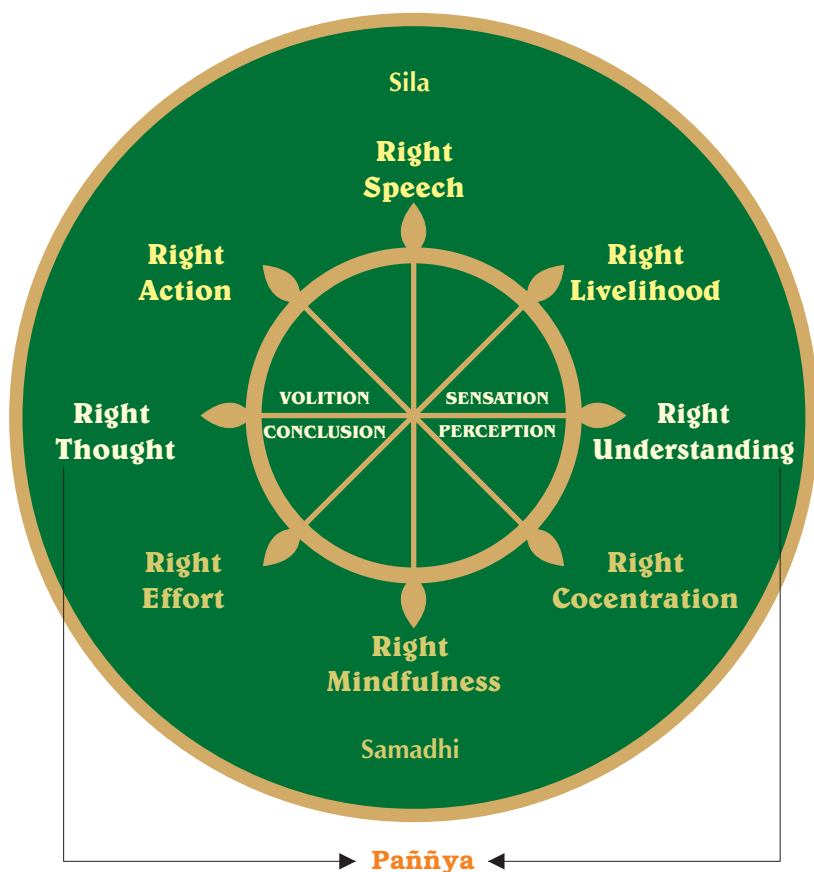 Sila
Right
Speech
Right
Action
Right
Livelihood
VOLITION
SENSATION
CONCLUSION
PERCEPTION
Right
Thought
Right
Understanding
Right
Effort
Right
Cocentration
Right
Mindfulness
Samadhi
Paññya